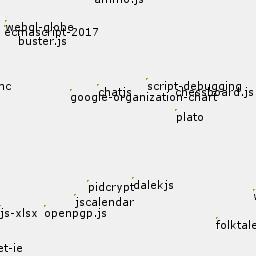 ammo.js
webgl-globe
ecmascript-2017
buster.js
script-debugging
chatjs
chessboard.js
google-organization-chart
plato
pidcrypt
dalekjs
jscalendar
js-xlsx
openpgp.js
folktale
et-ie